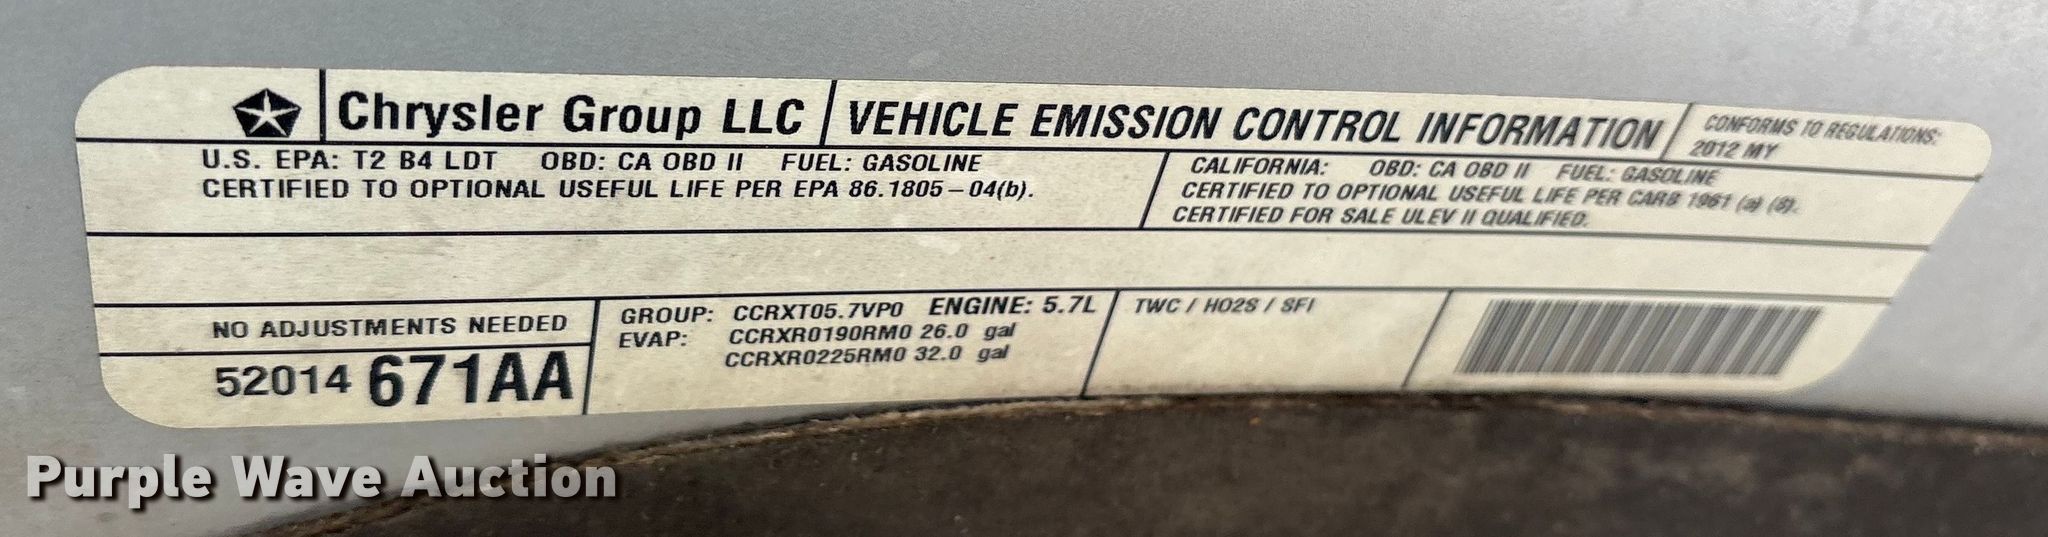 Chrysler Group LLC
VEHICLE EMISSION CONTROL INFORMATION
CONFORMS TO REGULATIONS:
2012 MY
U.S. EPA: T2 B4 LDT OBD: CA OBD II FUEL: GASOLINE
CERTIFIED TO OPTIONAL USEFUL LIFE PER EPA 86.1805-04(b).
CALIFORNIA: OBD: CA OBD II FUEL: GASOLINE
CERTIFIED TO OPTIONAL USEFUL LIFE PER CARB 1961 (a) (8).
CERTIFIED FOR SALE ULEV II QUALIFIED.
NO ADJUSTMENTS NEEDED
52014 671AA
GROUP: CCRXT05.7VP0 ENGINE: 5.7L
EVAP: CCRXR0190RM0 26.0 gal
CCRXR0225RM0 32.0 gal
TWC / HO2S / SFI
Purple Wave Auction